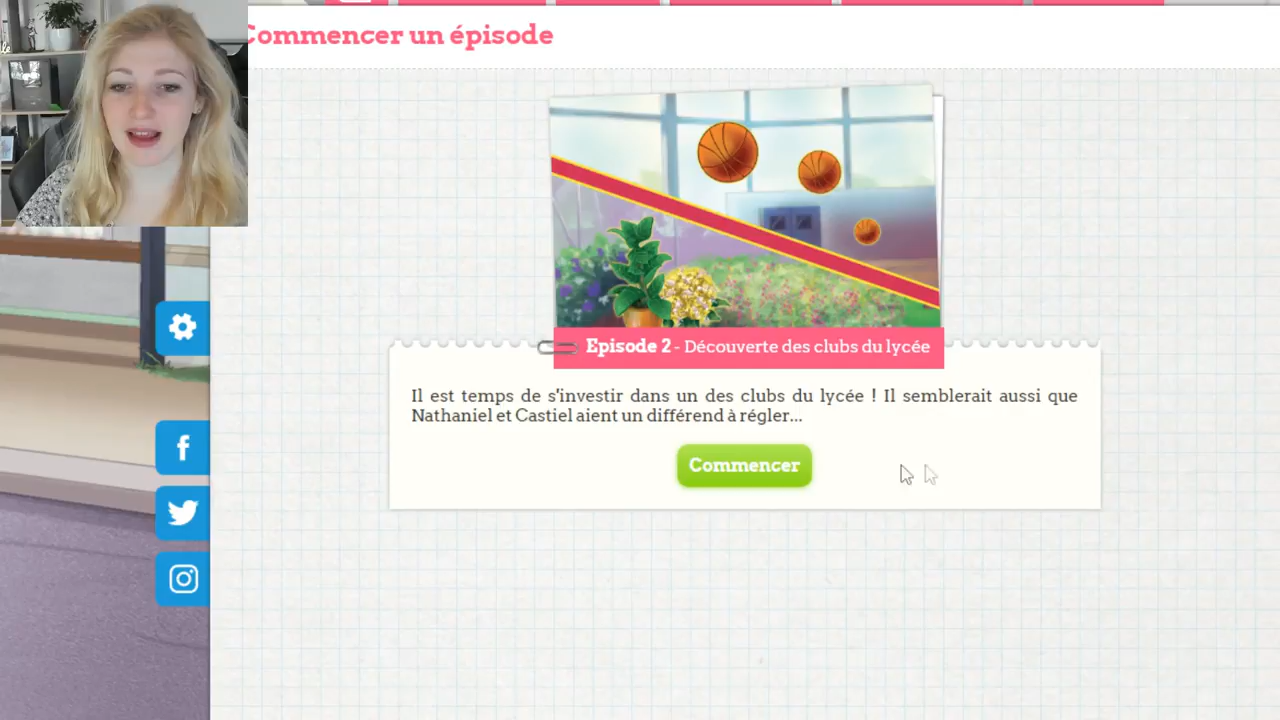 Commencer un épisode
Episode 2 - Découverte des clubs du lycée
Il est temps de s'investir dans un des clubs du lycée ! Il semblerait aussi que
Nathaniel et Castiel aient un différend à régler...
Commencer